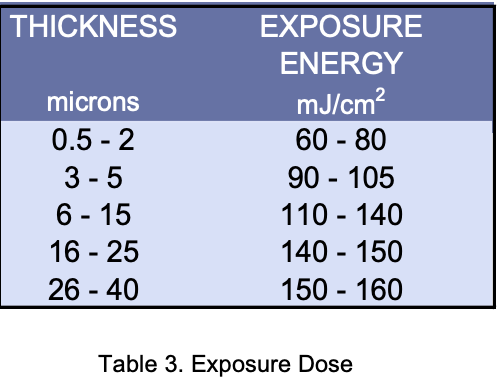 THICKNESS EXPOSURE
ENERGY
microns mJ/cm²
0.5 - 2 60 - 80
3 - 5 90 - 105
6 - 15 110 - 140
16 - 25 140 - 150
26 - 40 150 - 160
Table 3. Exposure Dose